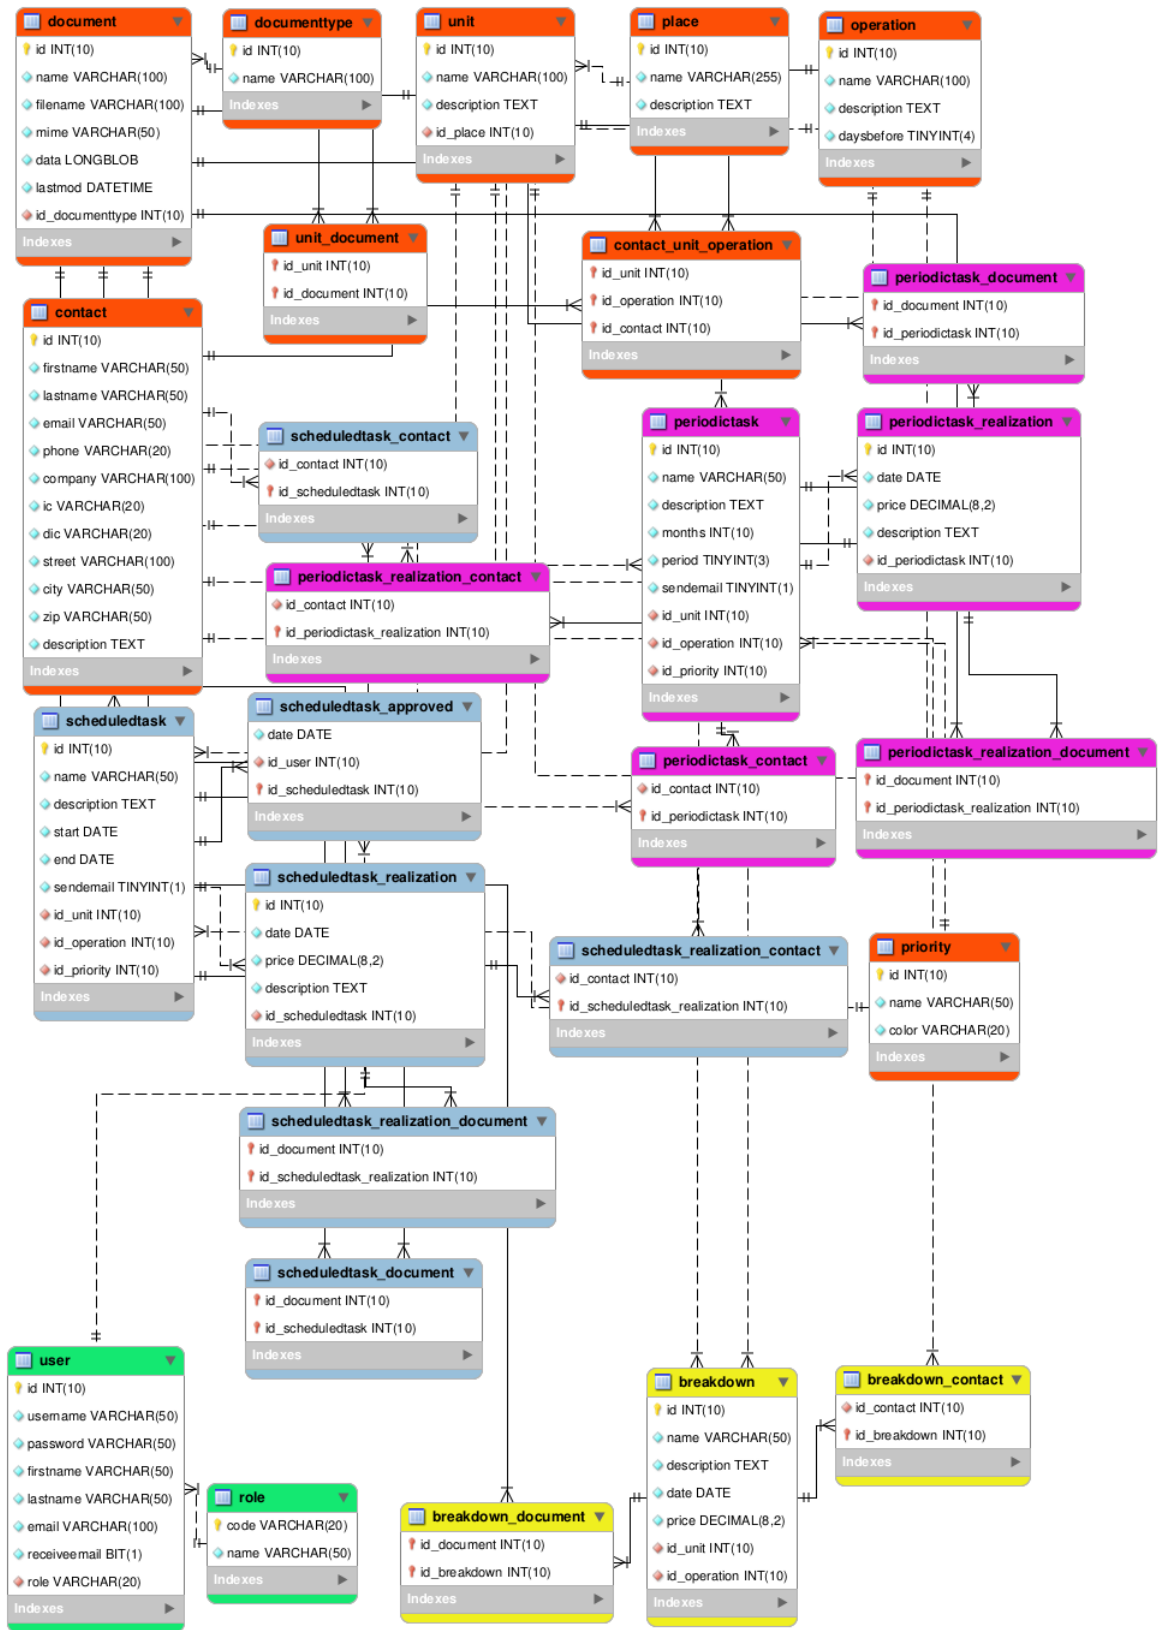 document
id INT(10)
name VARCHAR(100)
filename VARCHAR(100)
mime VARCHAR(50)
data LONGBLOB
lastmod DATETIME
id_documenttype INT(10)
Indexes
documenttype
id INT(10)
name VARCHAR(100)
Indexes
unit
id INT(10)
name VARCHAR(100)
description TEXT
id_place INT(10)
Indexes
place
id INT(10)
name VARCHAR(255)
description TEXT
Indexes
operation
id INT(10)
name VARCHAR(100)
description TEXT
daysbefore TINYINT(4)
Indexes
unit_document
id_unit INT(10)
id_document INT(10)
Indexes
contact_unit_operation
id_unit INT(10)
id_operation INT(10)
id_contact INT(10)
Indexes
periodictask_document
id_document INT(10)
id_periodictask INT(10)
Indexes
contact
id INT(10)
firstname VARCHAR(50)
lastname VARCHAR(50)
email VARCHAR(50)
phone VARCHAR(20)
company VARCHAR(100)
ic VARCHAR(20)
dic VARCHAR(20)
street VARCHAR(100)
city VARCHAR(50)
zip VARCHAR(50)
description TEXT
Indexes
scheduledtask_contact
id_contact INT(10)
id_scheduledtask INT(10)
Indexes
periodictask
id INT(10)
name VARCHAR(50)
description TEXT
months INT(10)
period TINYINT(3)
sendemail TINYINT(1)
id_unit INT(10)
id_operation INT(10)
id_priority INT(10)
Indexes
periodictask_realization
id INT(10)
date DATE
price DECIMAL(8,2)
description TEXT
id_periodictask INT(10)
Indexes
periodictask_realization_contact
id_contact INT(10)
id_periodictask_realization INT(10)
Indexes
scheduledtask
id INT(10)
name VARCHAR(50)
description TEXT
start DATE
end DATE
sendemail TINYINT(1)
id_unit INT(10)
id_operation INT(10)
id_priority INT(10)
Indexes
scheduledtask_approved
date DATE
id_user INT(10)
id_scheduledtask INT(10)
Indexes
periodictask_contact
id_contact INT(10)
id_periodictask INT(10)
Indexes
periodictask_realization_document
id_document INT(10)
id_periodictask_realization INT(10)
Indexes
scheduledtask_realization
id INT(10)
date DATE
price DECIMAL(8,2)
description TEXT
id_scheduledtask INT(10)
Indexes
scheduledtask_realization_contact
id_contact INT(10)
id_scheduledtask_realization INT(10)
Indexes
priority
id INT(10)
name VARCHAR(50)
color VARCHAR(20)
Indexes
scheduledtask_realization_document
id_document INT(10)
id_scheduledtask_realization INT(10)
Indexes
scheduledtask_document
id_document INT(10)
id_scheduledtask INT(10)
Indexes
user
id INT(10)
username VARCHAR(50)
password VARCHAR(50)
firstname VARCHAR(50)
lastname VARCHAR(50)
email VARCHAR(100)
receiveemail BIT(1)
role VARCHAR(20)
Indexes
role
code VARCHAR(20)
name VARCHAR(50)
Indexes
breakdown_document
id_document INT(10)
id_breakdown INT(10)
Indexes
breakdown
id INT(10)
name VARCHAR(50)
description TEXT
date DATE
price DECIMAL(8,2)
id_unit INT(10)
id_operation INT(10)
Indexes
breakdown_contact
id_contact INT(10)
id_breakdown INT(10)
Indexes